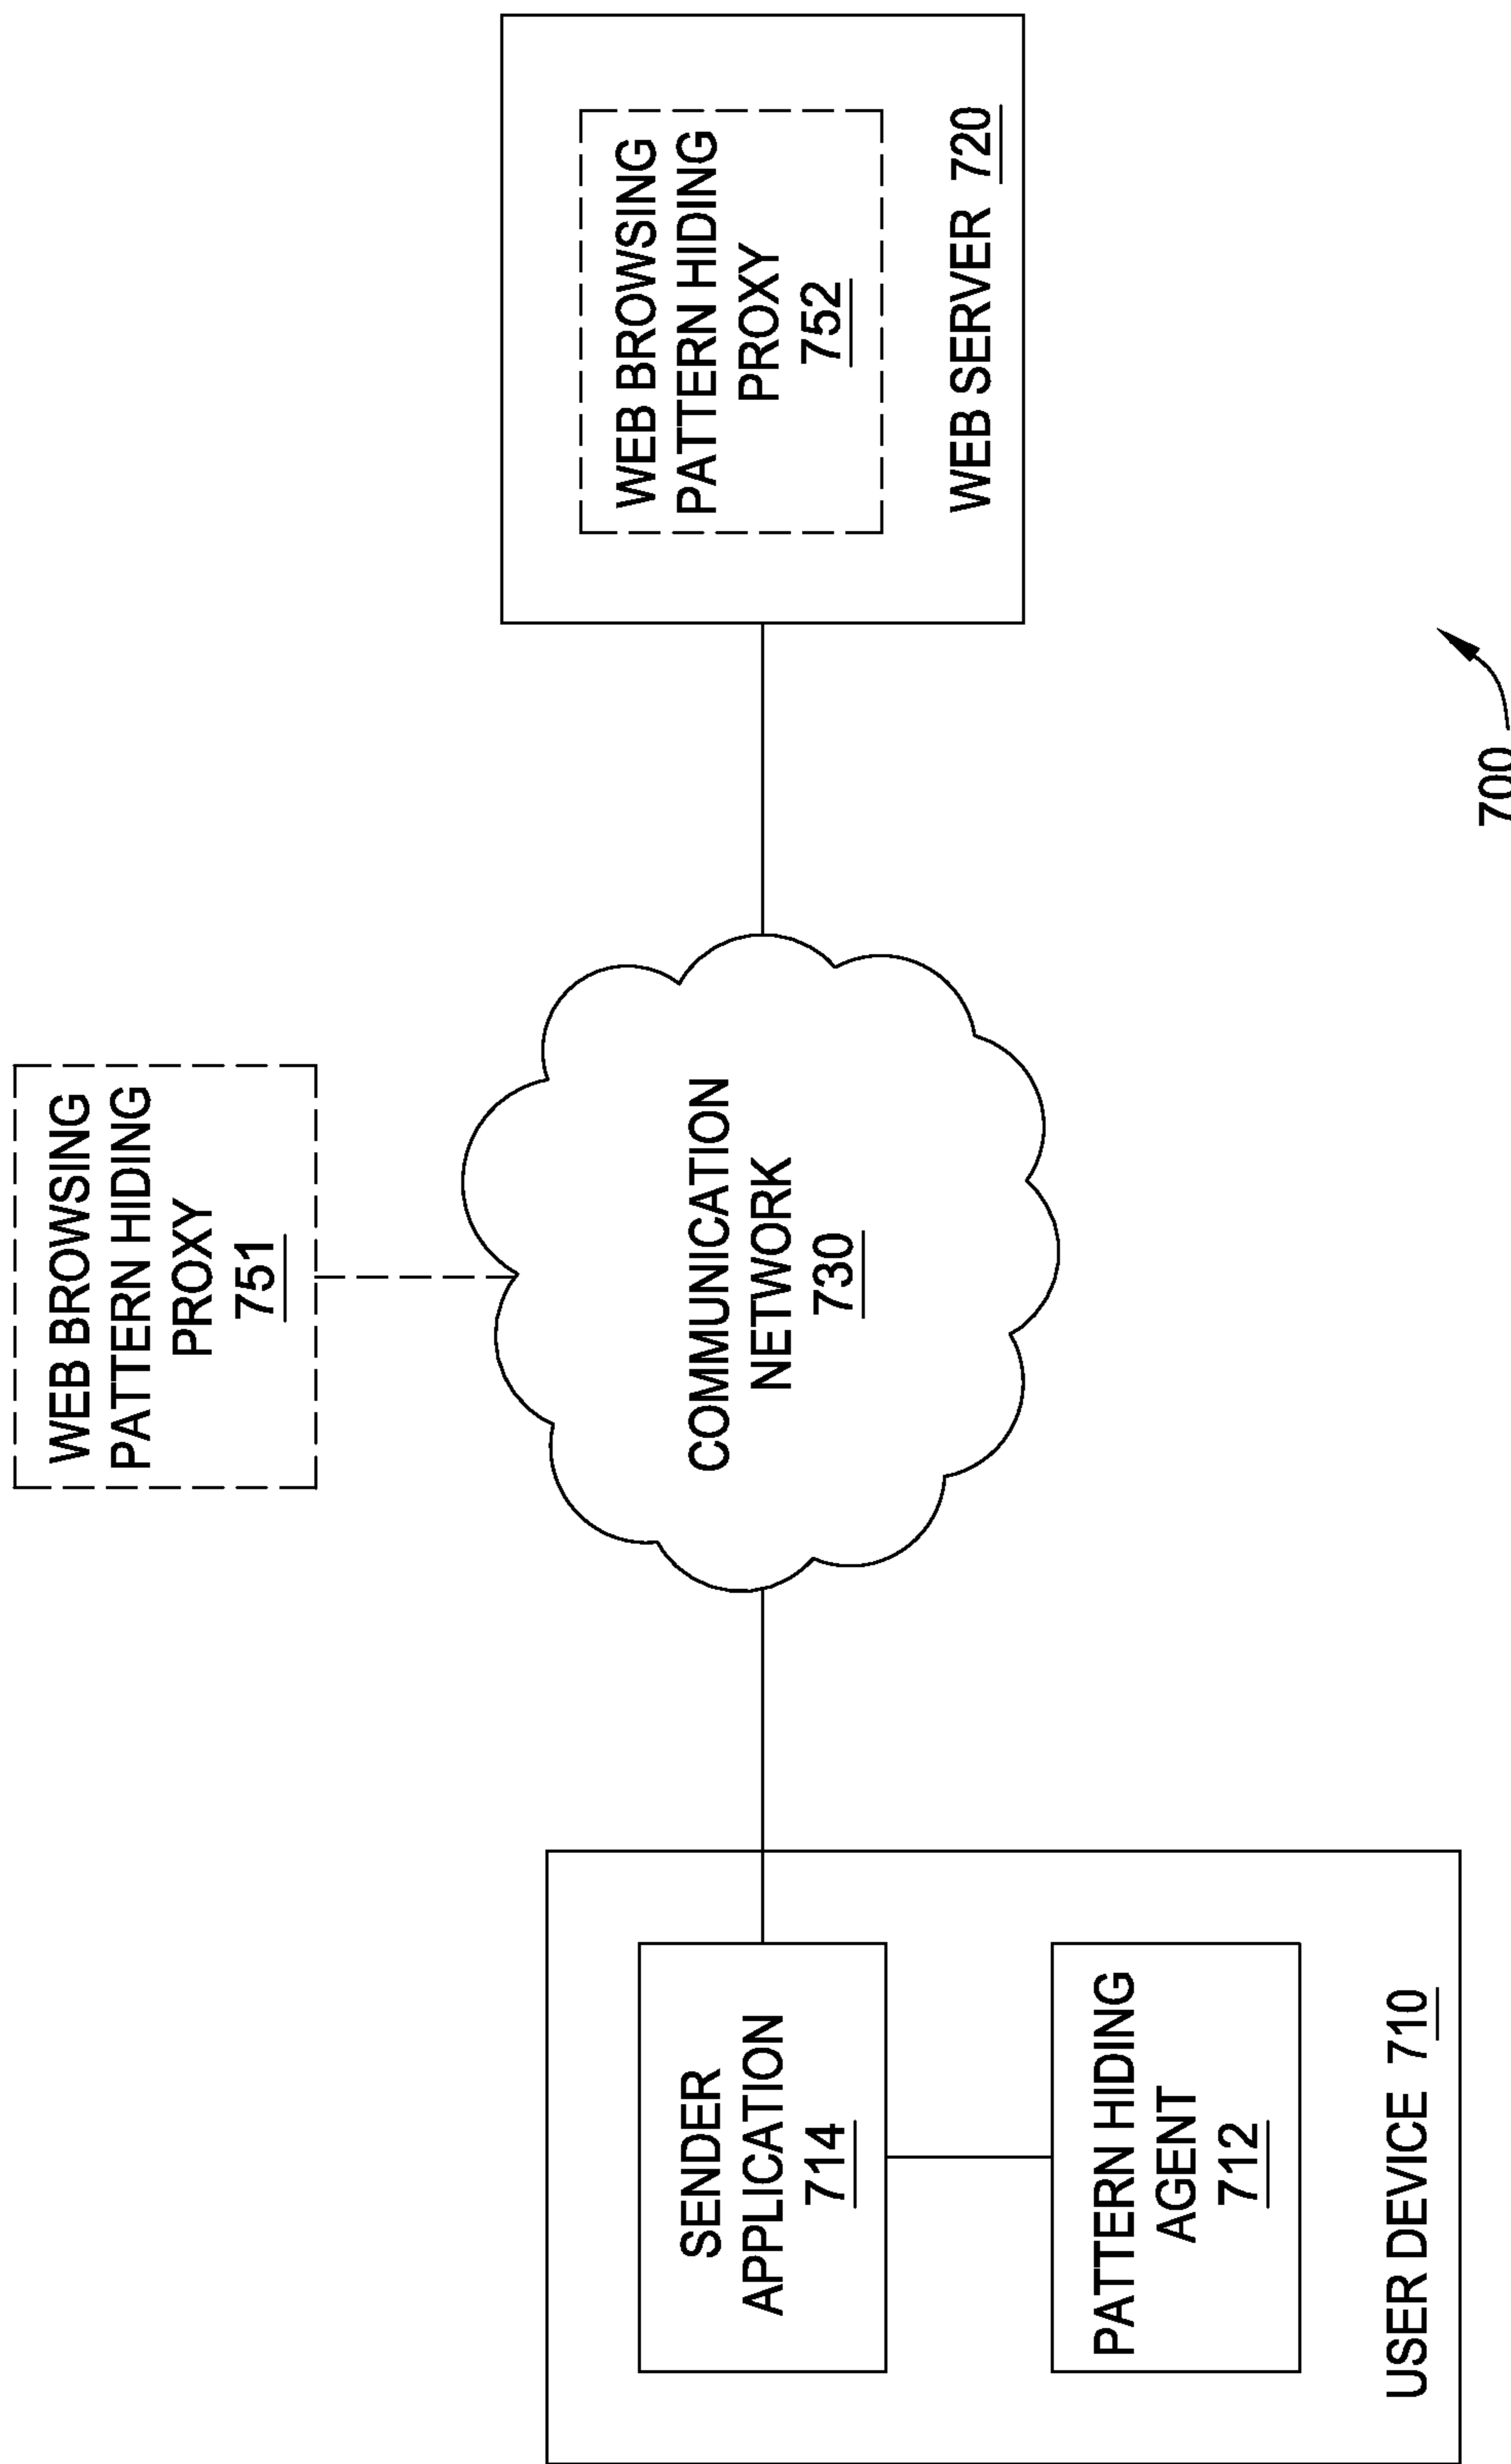 WEB BROWSING
PATTERN HIDING
PROXY
751
SENDER
APPLICATION
714
PATTERN HIDING
AGENT
712
USER DEVICE 710
COMMUNICATION
NETWORK
730
WEB BROWSING
PATTERN HIDING
PROXY
752
WEB SERVER 720
700